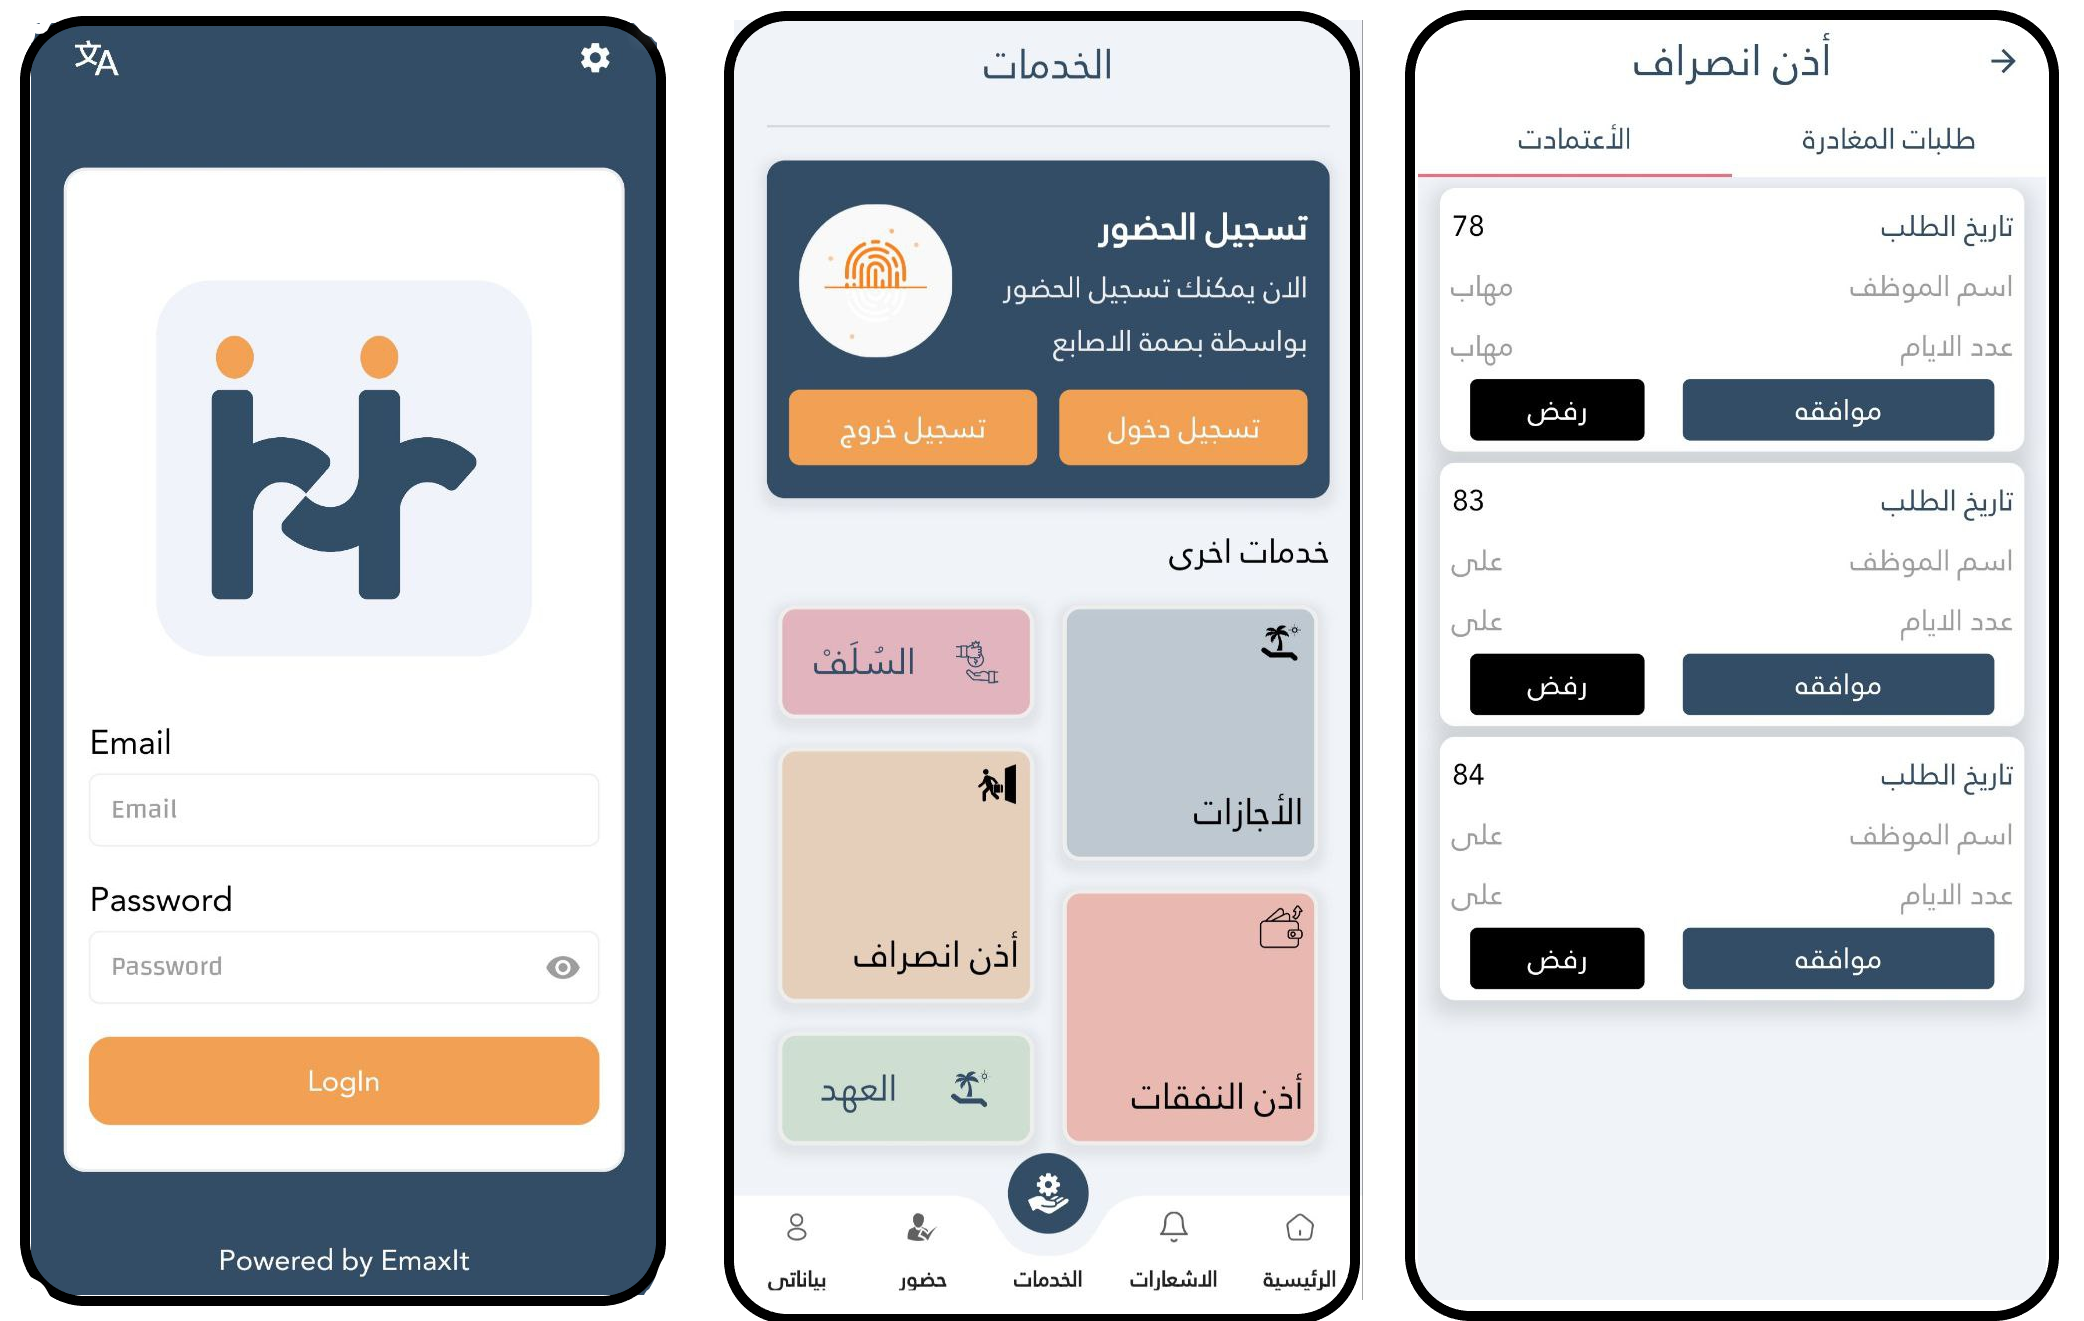 Email
Email
Password
Password
LogIn
Powered by EmaxIt
الخدمات
تسجيل الحضور
الان يمكنك تسجيل الحضور
بواسطة بصمة الاصابع
تسجيل دخول
تسجيل خروج
خدمات اخرى
الأجازات
السُلَفْ
أذن انصراف
أذن النفقات
العهد
الرئيسية
الاشعارات
الخدمات
حضور
بياناتى
أذن انصراف
طلبات المغادرة
الأعتمادت
تاريخ الطلب 78
اسم الموظف مهاب
عدد الايام مهاب
موافقه رفض
تاريخ الطلب 83
اسم الموظف على
عدد الايام على
موافقه رفض
تاريخ الطلب 84
اسم الموظف على
عدد الايام على
موافقه رفض